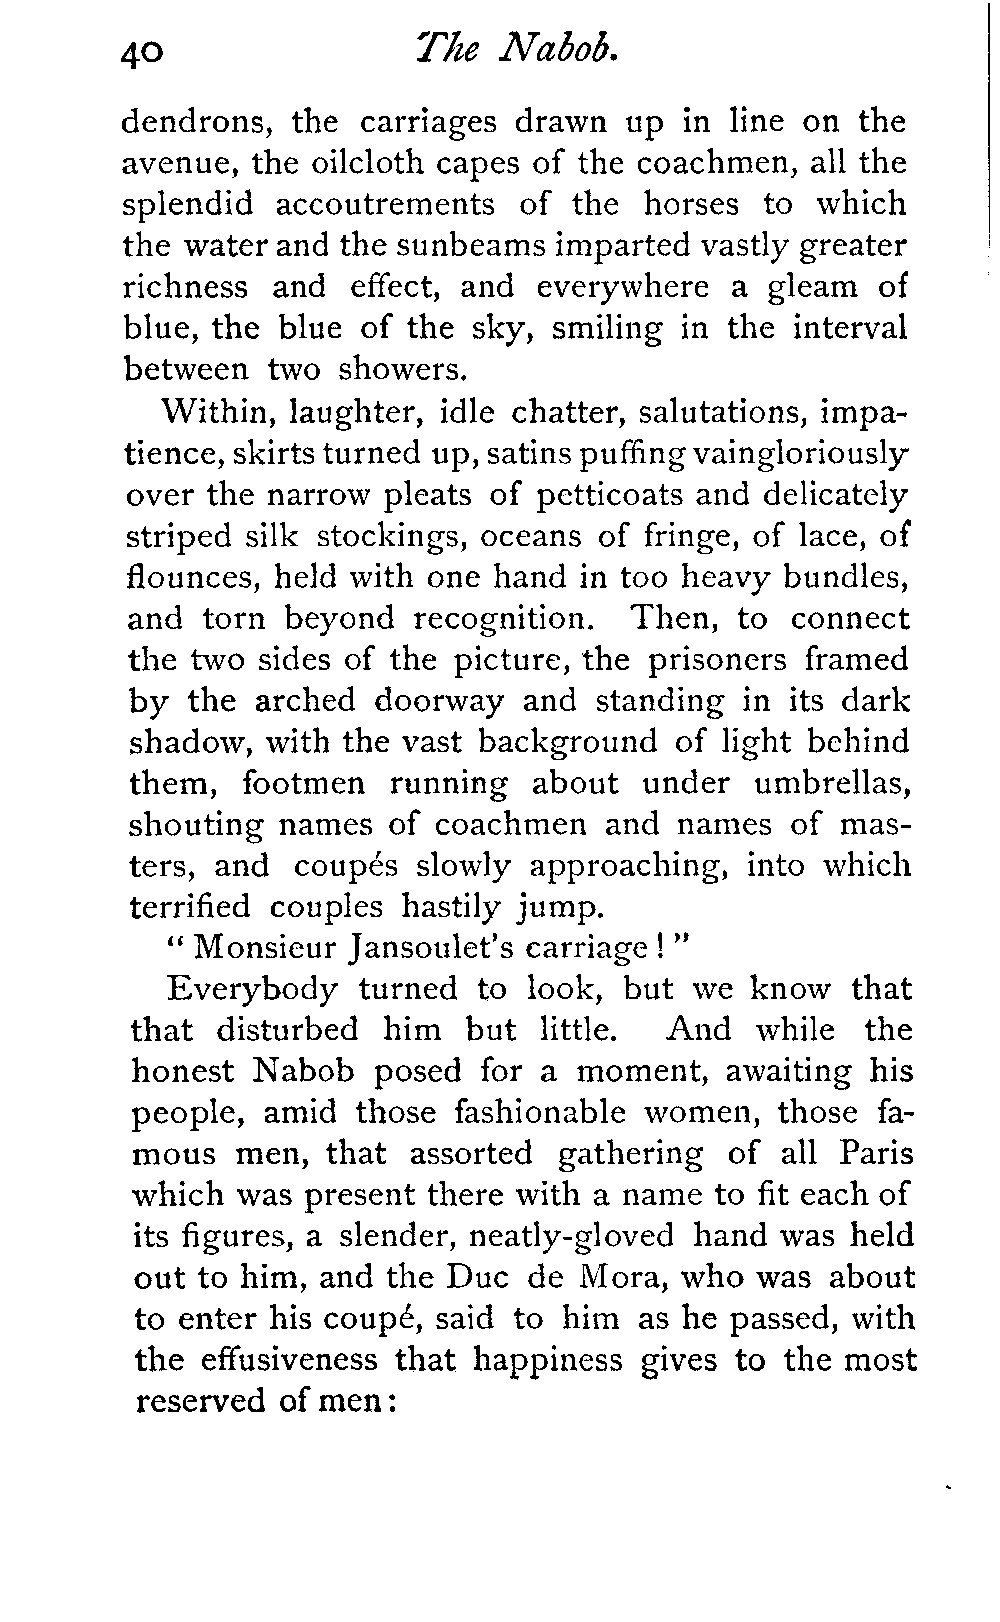 40 The Nabob.
dendrons, the carriages drawn up in line on the
avenue, the oilcloth capes of the coachmen, all the
splendid accoutrements of the horses to which
the water and the sunbeams imparted vastly greater
richness and effect, and everywhere a gleam of
blue, the blue of the sky, smiling in the interval
between two showers.
Within, laughter, idle chatter, salutations, impa-
tience, skirts turned up, satins puffing vaingloriously
over the narrow pleats of petticoats and delicately
striped silk stockings, oceans of fringe, of lace, of
flounces, held with one hand in too heavy bundles,
and torn beyond recognition. Then, to connect
the two sides of the picture, the prisoners framed
by the arched doorway and standing in its dark
shadow, with the vast background of light behind
them, footmen running about under umbrellas,
shouting names of coachmen and names of mas-
ters, and coupés slowly approaching, into which
terrified couples hastily jump.
" Monsieur Jansoulet's carriage ! "
Everybody turned to look, but we know that
that disturbed him but little. And while the
honest Nabob posed for a moment, awaiting his
people, amid those fashionable women, those fa-
mous men, that assorted gathering of all Paris
which was present there with a name to fit each of
its figures, a slender, neatly-gloved hand was held
out to him, and the Duc de Mora, who was about
to enter his coupé, said to him as he passed, with
the effusiveness that happiness gives to the most
reserved of men :